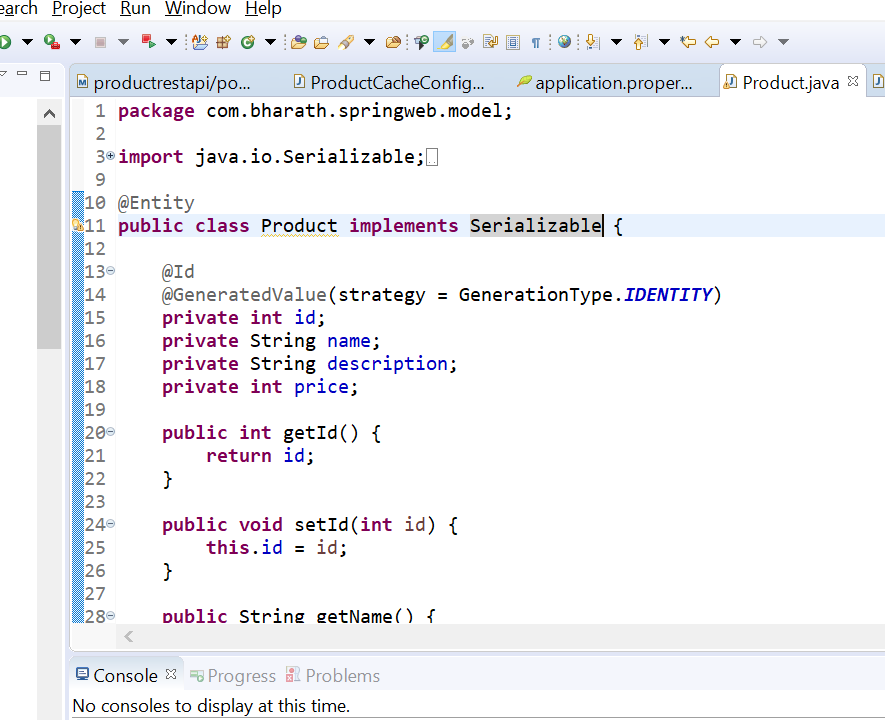 earch Project Run Window Help
productrestapi/po... ProductCacheConfig... application.proper... Product.java
1 package com.bharath.springweb.model;
2
3 import java.io.Serializable;
9
10 @Entity
11 public class Product implements Serializable {
12
13 @Id
14 @GeneratedValue(strategy = GenerationType.IDENTITY)
15 private int id;
16 private String name;
17 private String description;
18 private int price;
19
20 public int getId() {
21 return id;
22 }
23
24 public void setId(int id) {
25 this.id = id;
26 }
27
28 public String getName() {
Console Progress Problems
No consoles to display at this time.